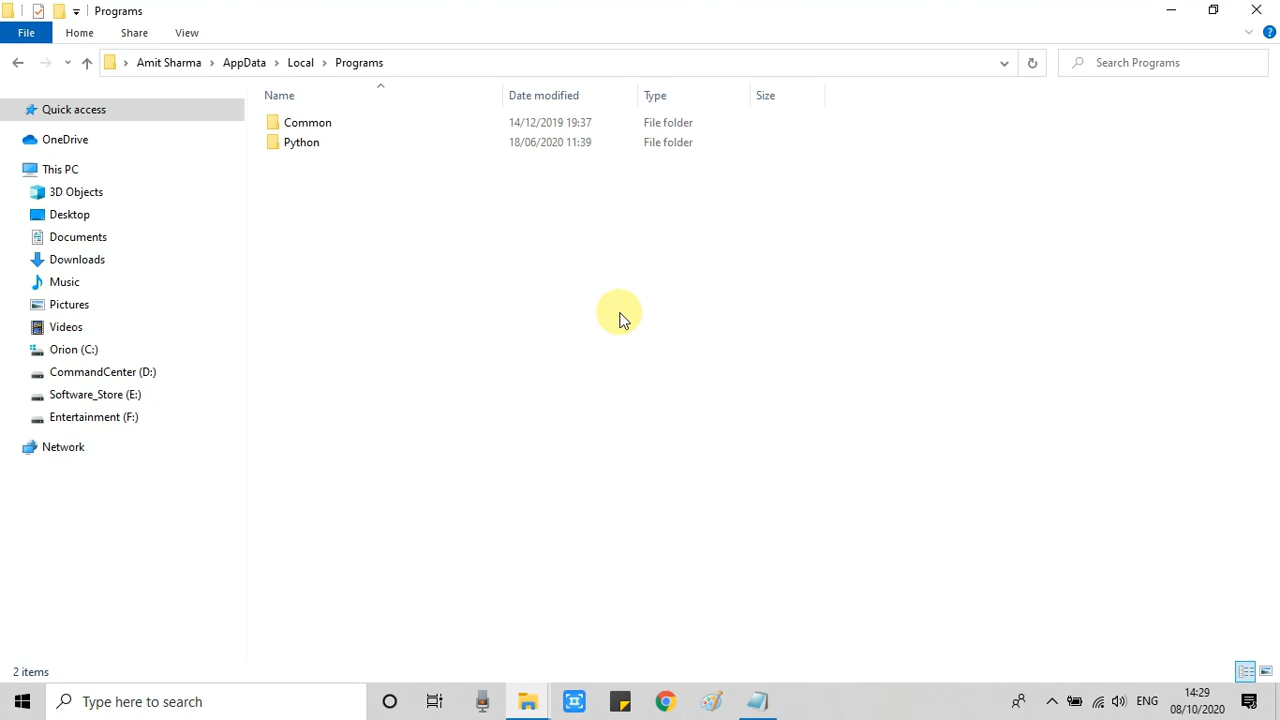 Programs
File Home Share View
Amit Sharma AppData Local Programs
Search Programs
Name Date modified Type Size
Common 14/12/2019 19:37 File folder
Python 18/06/2020 11:39 File folder
Quick access
OneDrive
This PC
3D Objects
Desktop
Documents
Downloads
Music
Pictures
Videos
Orion (C:)
CommandCenter (D:)
Software_Store (E:)
Entertainment (F:)
Network
2 items
Type here to search
ENG
14:29
08/10/2020